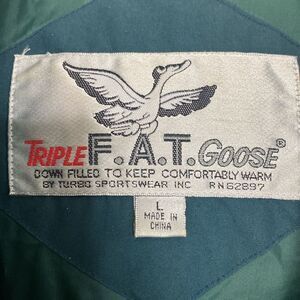 TRIPLE F.A.T. GOOSE®
DOWN FILLED TO KEEP COMFORTABLY WARM
BY TURBO SPORTSWEAR INC RN62897
L
MADE IN
CHINA